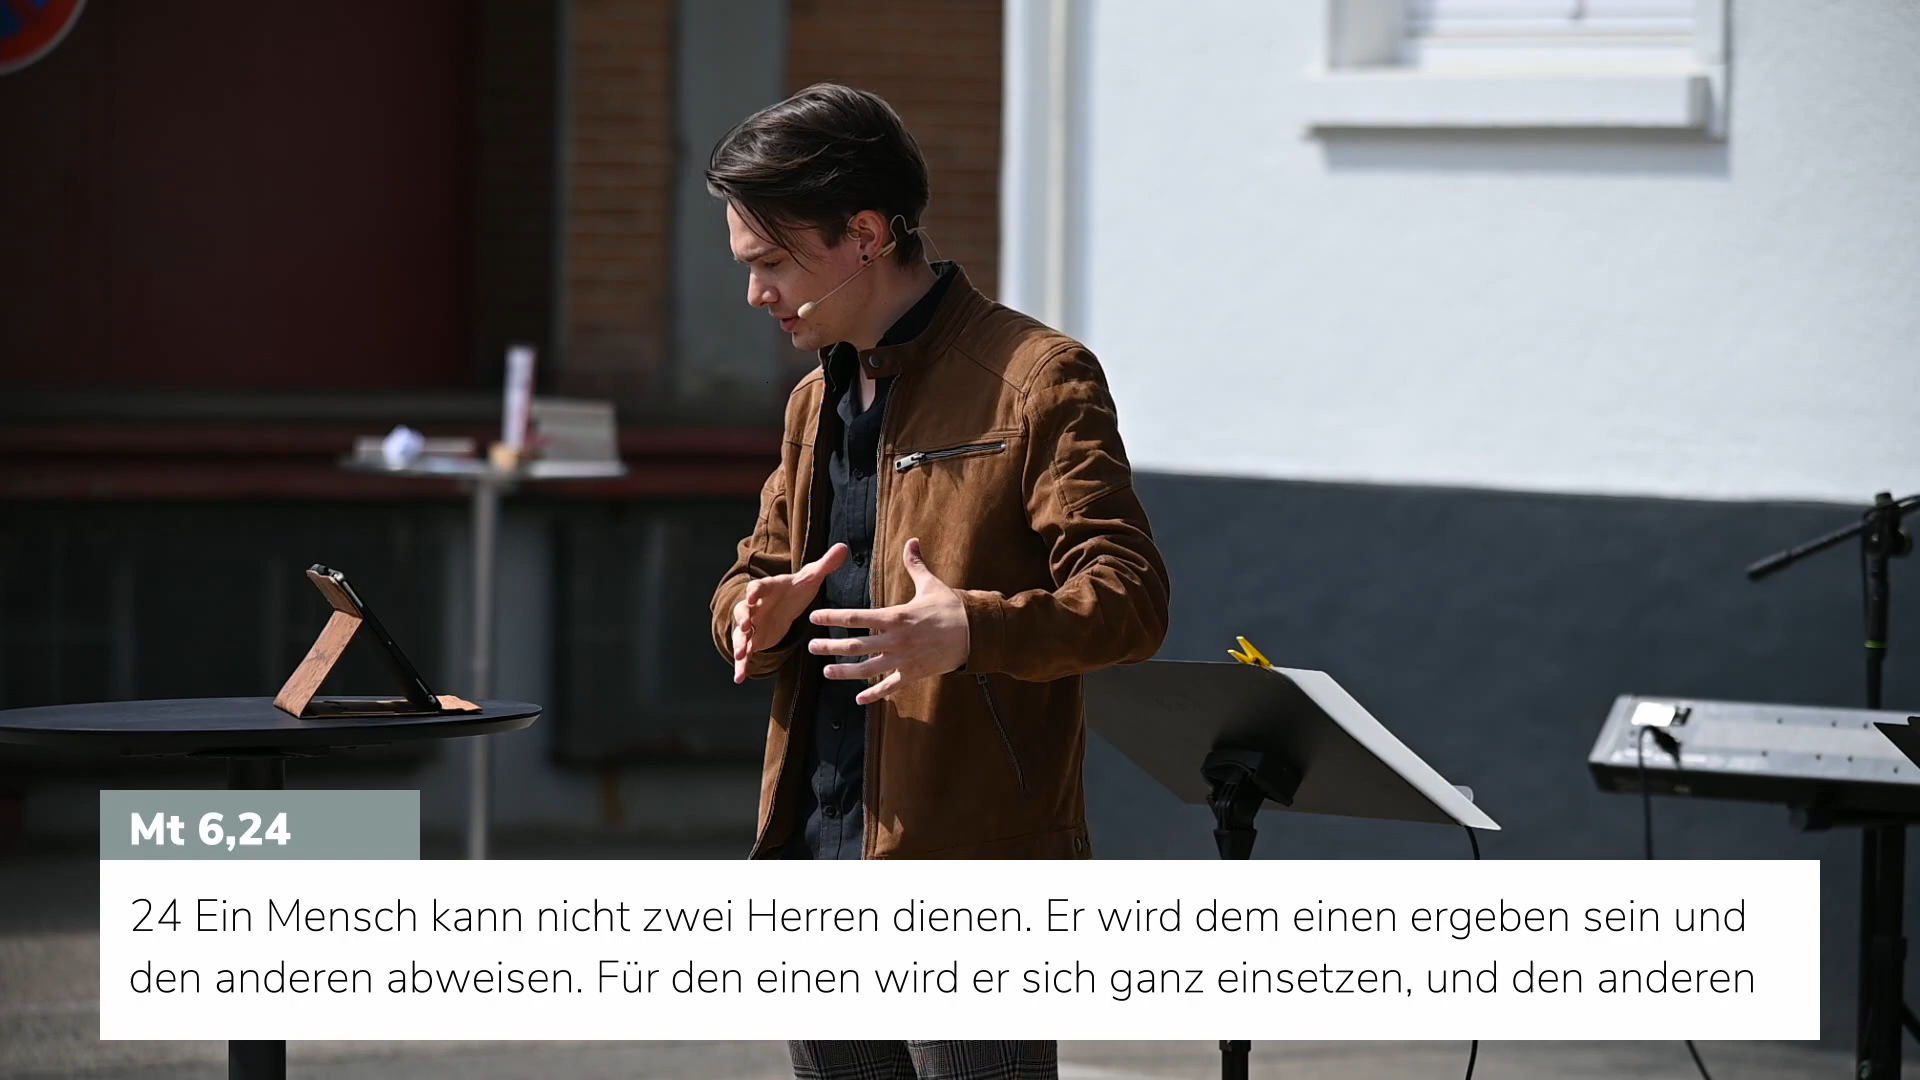 Mt 6,24
24 Ein Mensch kann nicht zwei Herren dienen. Er wird dem einen ergeben sein und
den anderen abweisen. Für den einen wird er sich ganz einsetzen, und den anderen